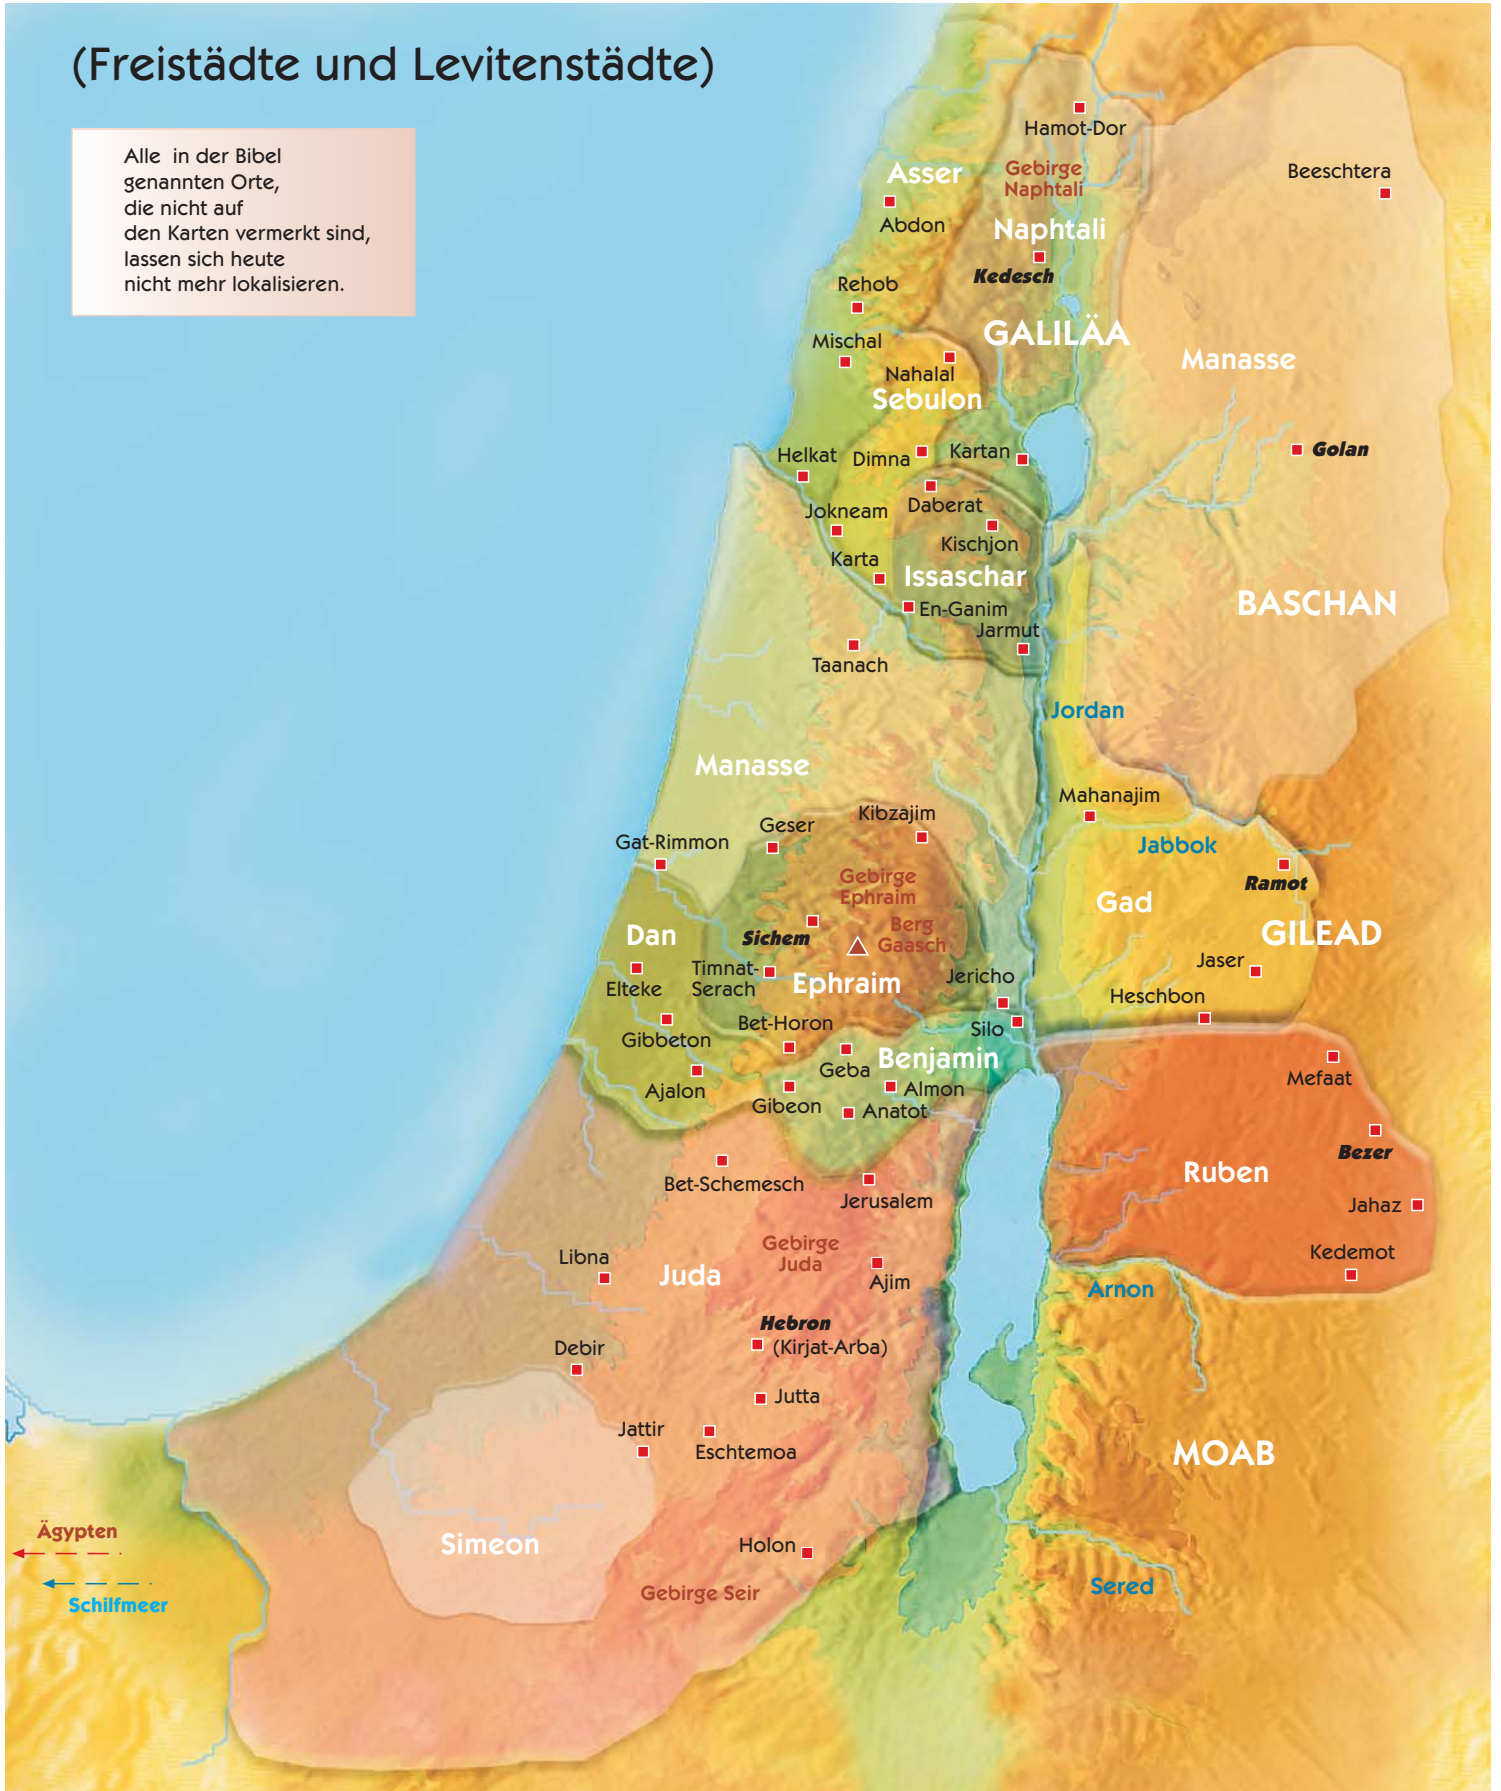 (Freistädte und Levitenstädte)
Alle in der Bibel
genannten Orte,
die nicht auf
den Karten vermerkt sind,
lassen sich heute
nicht mehr lokalisieren.
Hamot-Dor
Asser
Gebirge
Naphtali
Beeschtera
Abdon
Naphtali
Kedesch
Rehob
GALILÄA
Mischal
Manasse
Nahalal
Sebulon
Helkat
Dimna
Kartan
Golan
Daberat
Jokneam
Kischjon
Karta
Issaschar
BASCHAN
En-Ganim
Jarmut
Taanach
Jordan
Manasse
Mahanajim
Kibzajim
Geser
Gat-Rimmon
Jabbok
Gebirge
Ephraim
Ramot
Gad
Berg
Gaasch
Dan
Sichem
GILEAD
Timnat-
Serach
Jaser
Jericho
Ephraim
Elteke
Heschbon
Bet-Horon
Silo
Gibbeton
Benjamin
Geba
Mefaat
Ajalon
Almon
Gibeon
Anatot
Bezer
Ruben
Bet-Schemesch
Jerusalem
Jahaz
Gebirge
Juda
Kedemot
Libna
Juda
Ajim
Arnon
Hebron
(Kirjat-Arba)
Debir
Jutta
Jattir
Eschtemoa
MOAB
Ägypten
Simeon
Holon
Sered
Gebirge Seir
Schilfmeer